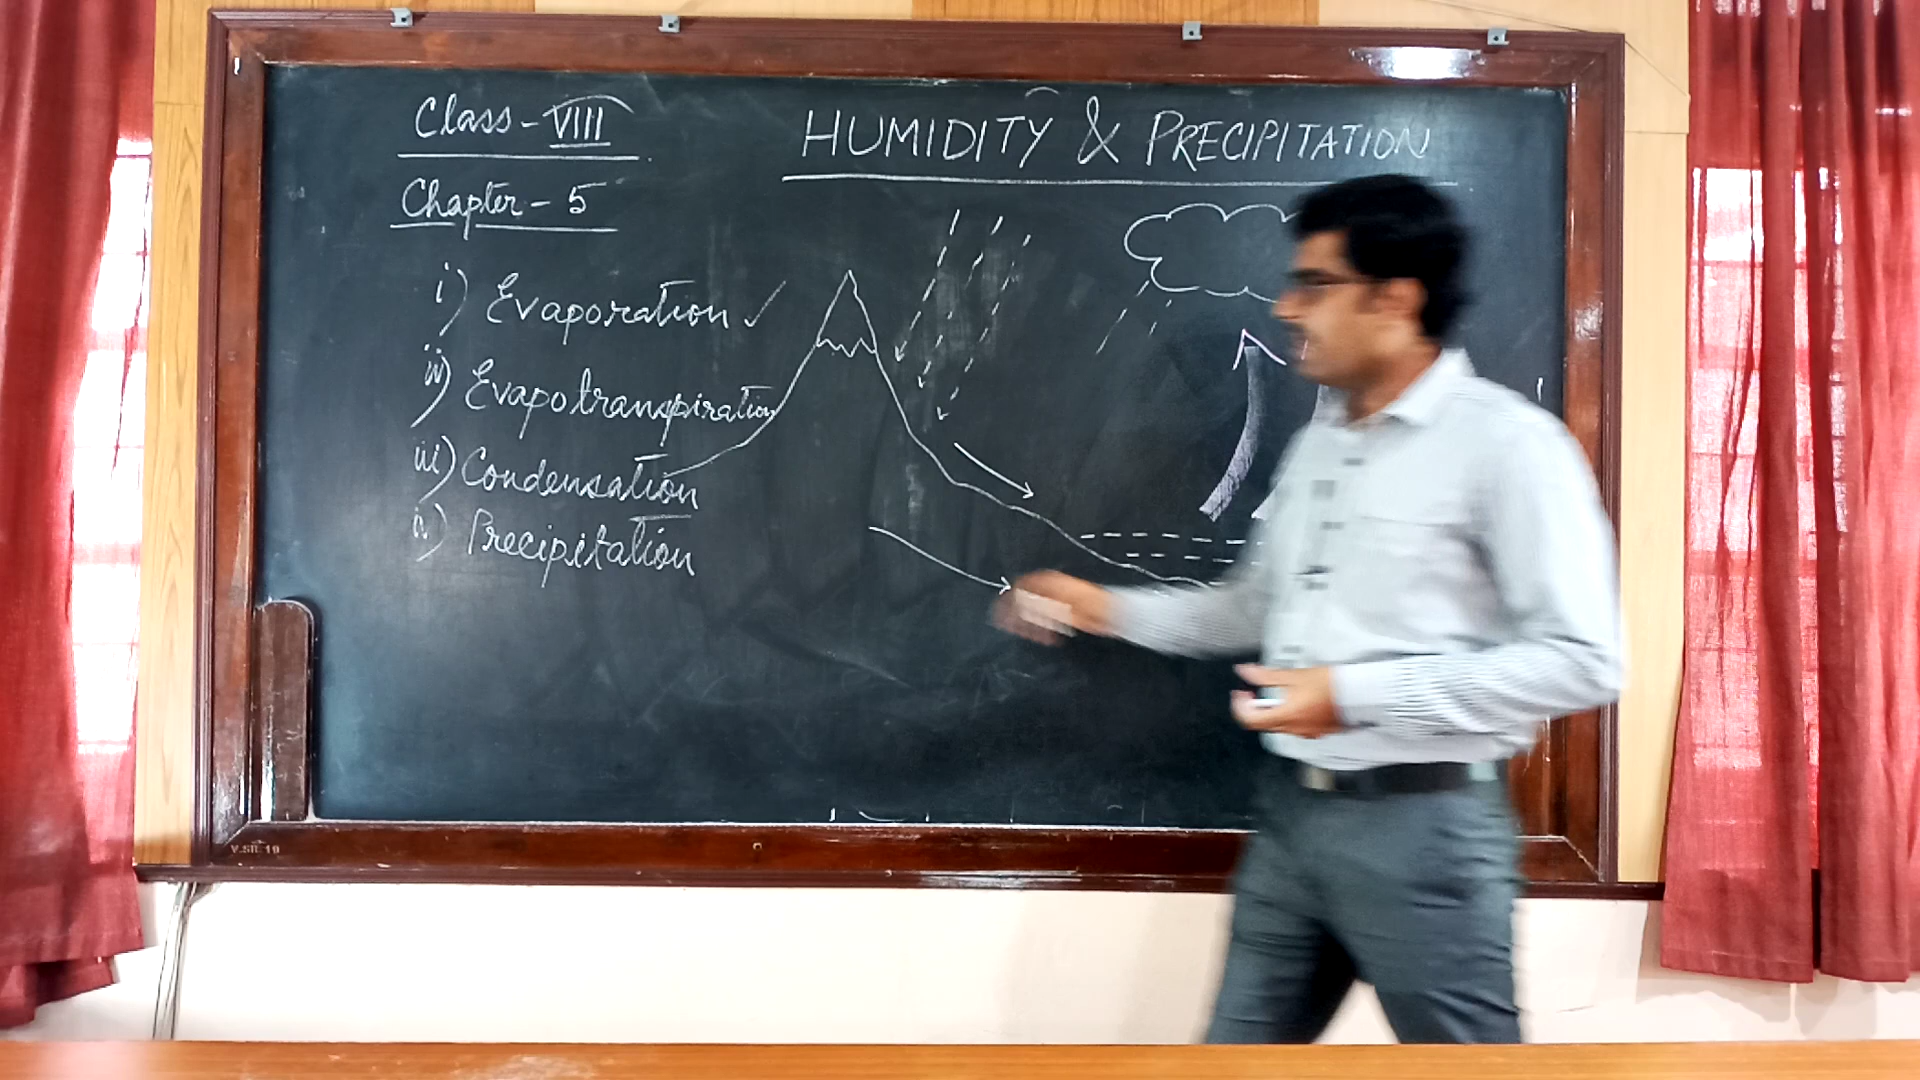 Class - VIII
HUMIDITY & PRECIPITATION
Chapter - 5
i) Evaporation ✓
ii) Evapotranspiration
iii) Condensation
iv) Precipitation